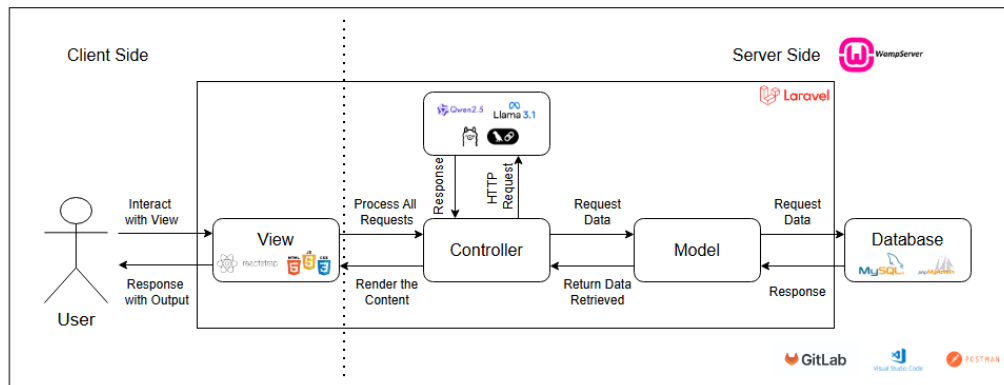 Client Side
Server Side
WampServer
Laravel
Qwen2.5
Llama 3.1
Response
HTTP
Request
Interact
with View
Process All
Requests
Request
Data
Request
Data
View
Controller
Model
Database
reactstrap
HTML
JS
CSS
MySQL
phpMyAdmin
Response
with Output
Render the
Content
Return Data
Retrieved
Response
User
GitLab
Visual Studio Code
POSTMAN